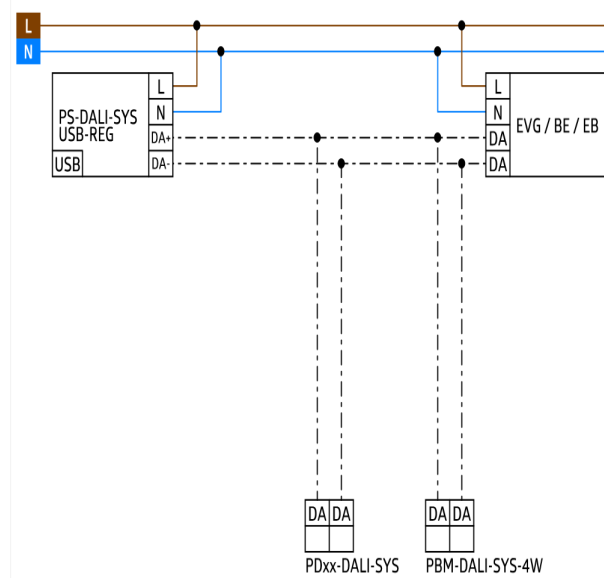 L
N
PS-DALI-SYS
USB-REG
USB
L
N
DA+
DA-
L
N
DA
DA
EVG / BE / EB
DA DA
PDxx-DALI-SYS
DA DA
PBM-DALI-SYS-4W